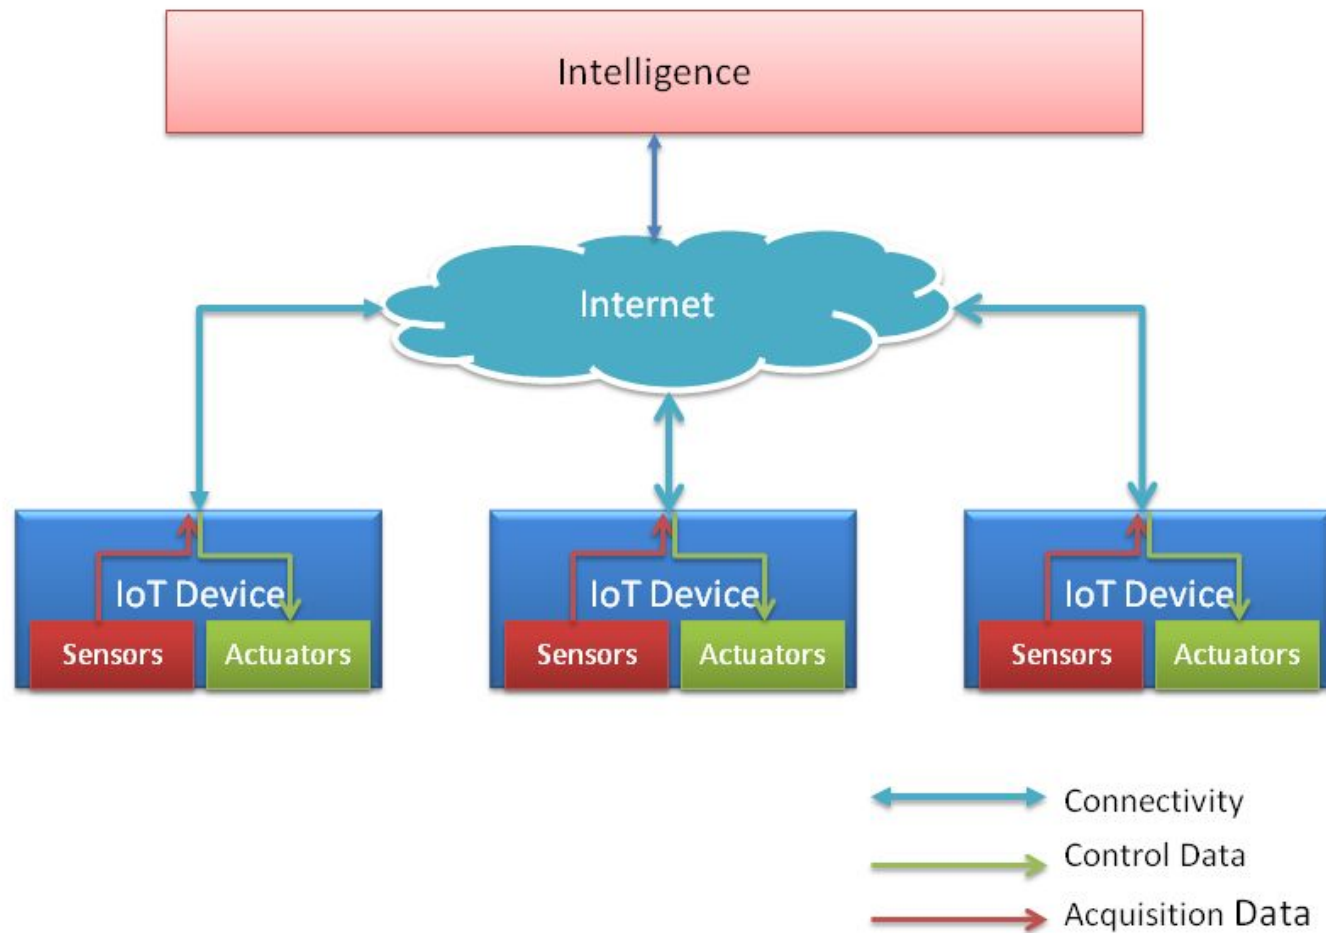 Intelligence
Internet
IoT Device
Sensors
Actuators
IoT Device
Sensors
Actuators
IoT Device
Sensors
Actuators
Connectivity
Control Data
Acquisition Data